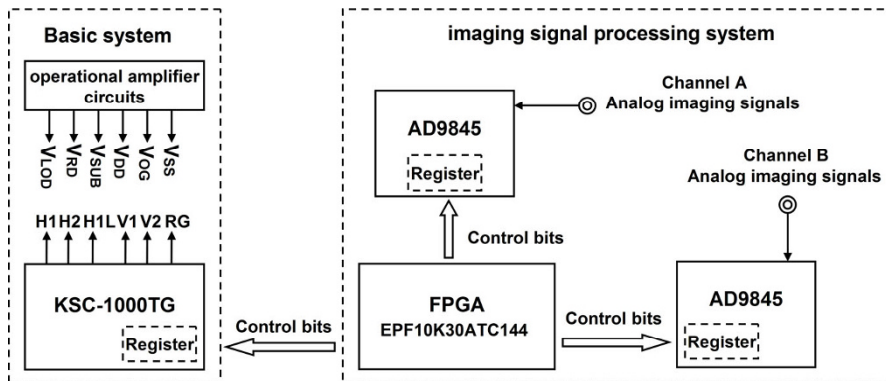 Basic system
operational amplifier
circuits
VLOD VRD VSUB VDD VOG VSS
H1 H2 H1L V1 V2 RG
KSC-1000TG
Register
Control bits
imaging signal processing system
Channel A
Analog imaging signals
AD9845
Register
Channel B
Analog imaging signals
Control bits
FPGA
EPF10K30ATC144
Control bits
AD9845
Register